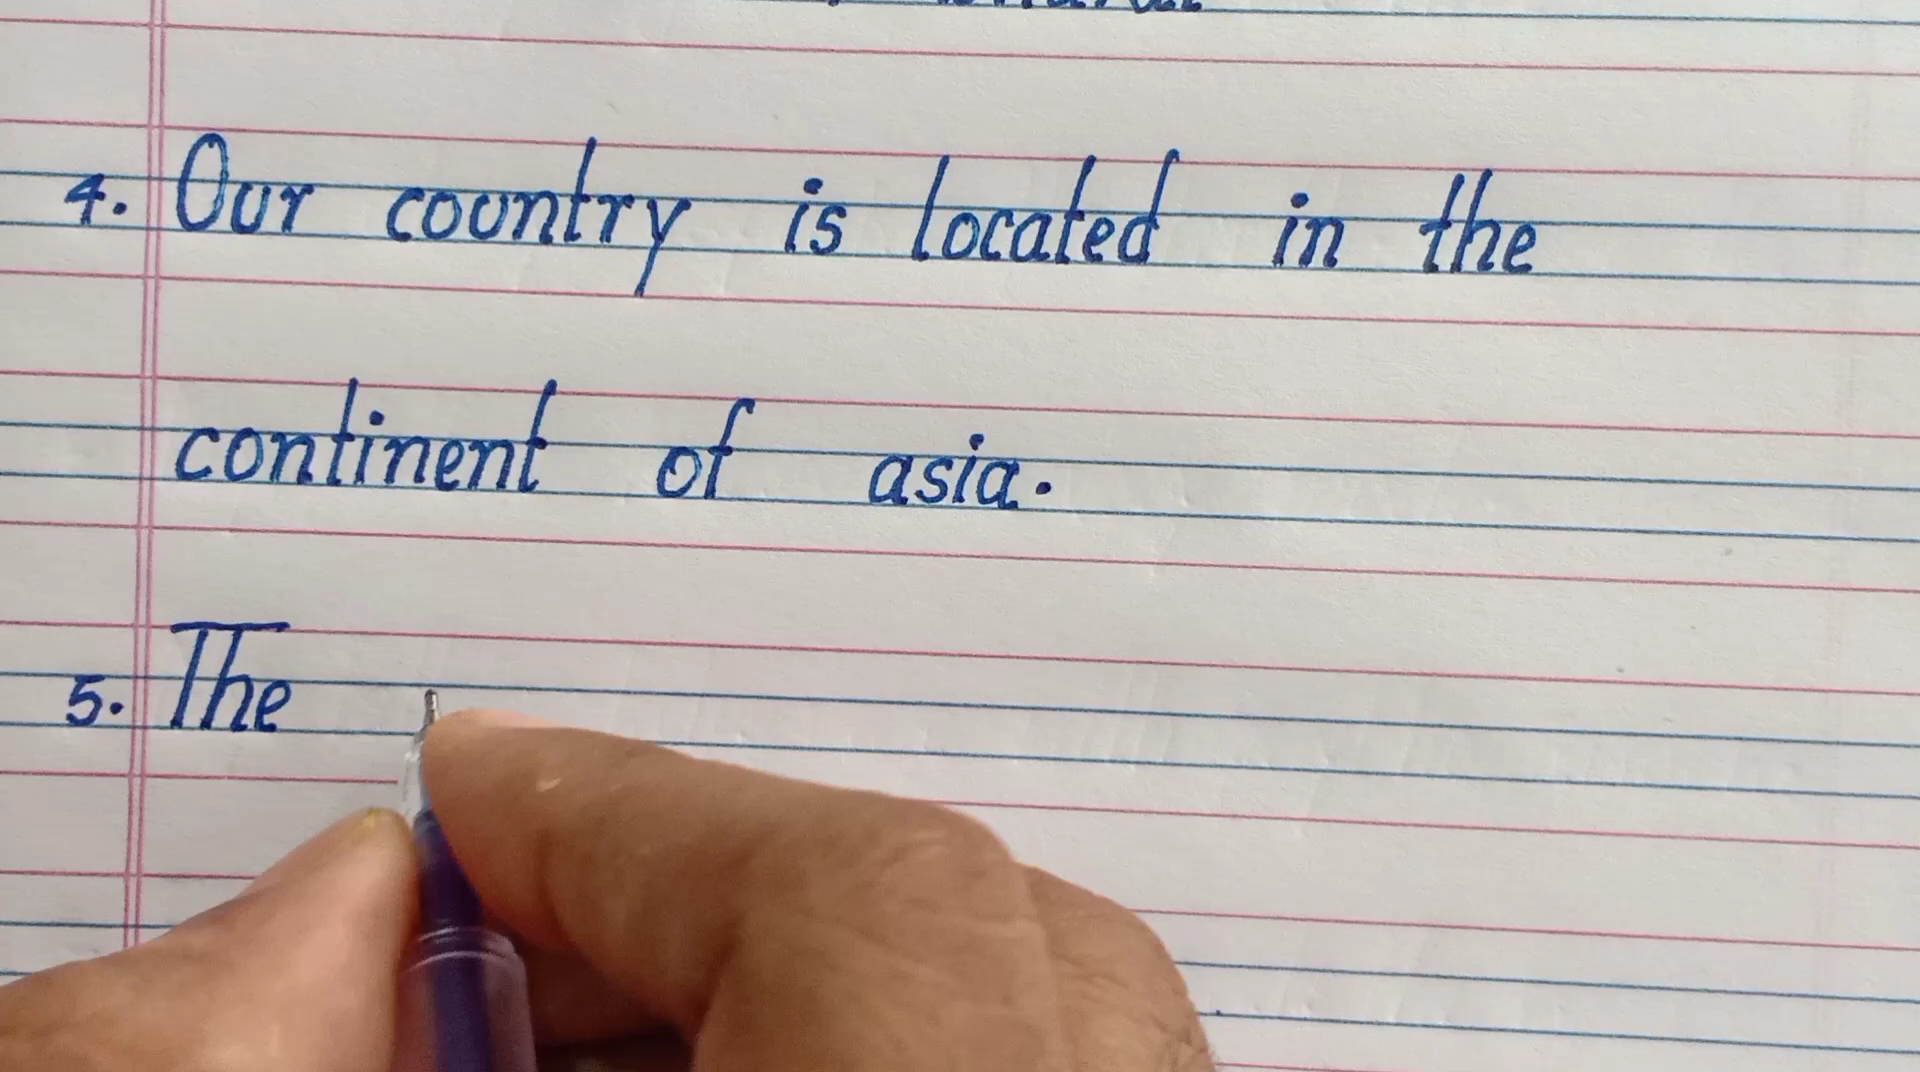 4. Our country is located in the
continent of asia.
5. The